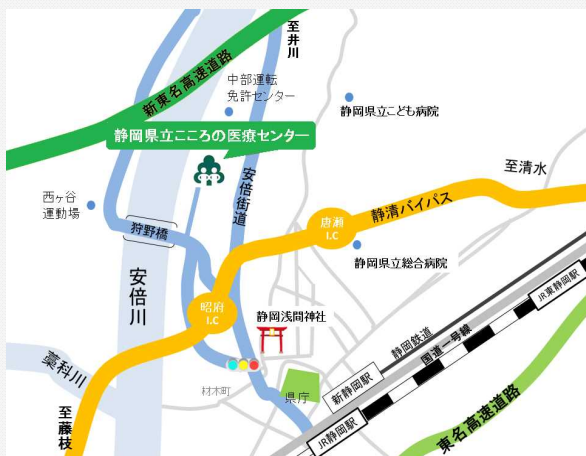 至井川
新東名高速道路
中部運転
免許センター
静岡県立こども病院
静岡県立こころの医療センター
至清水
西ヶ谷
運動場
安倍街道
狩野橋
唐瀬
I.C
静清バイパス
静岡県立総合病院
安倍川
昭府
I.C
静岡浅間神社
JR東静岡駅
静岡鉄道
国道一号線
藁科川
材木町
県庁
新静岡駅
至藤枝
JR静岡駅
東名高速道路